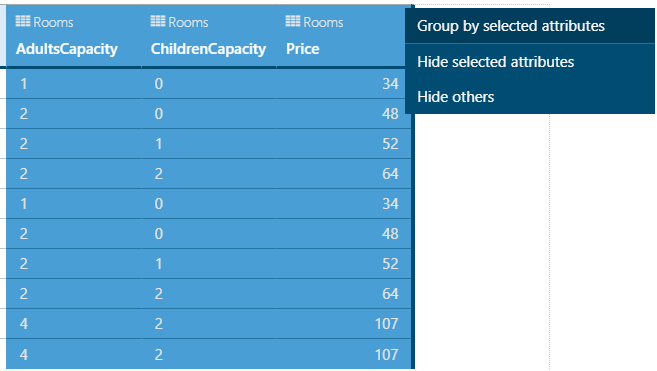 Rooms Rooms Rooms
AdultsCapacity ChildrenCapacity Price
1 0 34
2 0 48
2 1 52
2 2 64
1 0 34
2 0 48
2 1 52
2 2 64
4 2 107
4 2 107
Group by selected attributes
Hide selected attributes
Hide others